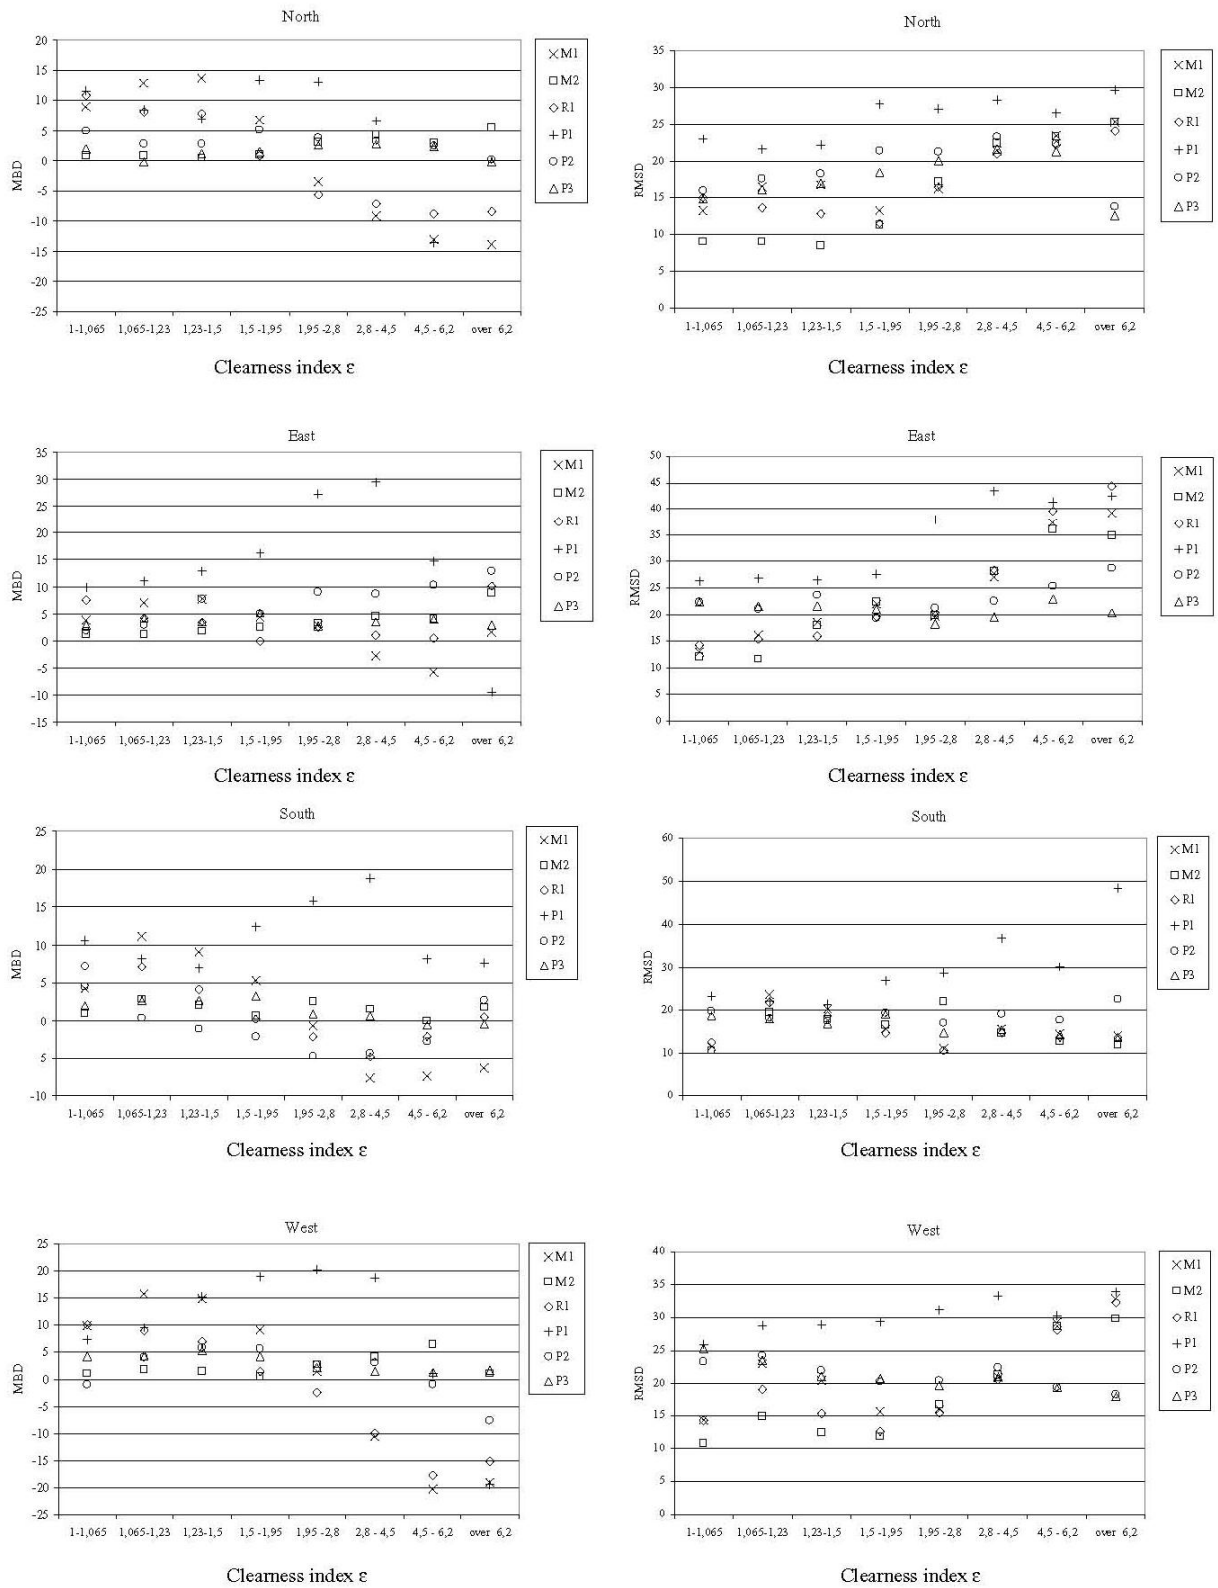 North
MBD
20
15
10
5
0
-5
-10
-15
-20
-25
1-1,065 1,065-1,23 1,23-1,5 1,5 -1,95 1,95 -2,8 2,8 - 4,5 4,5 - 6,2 over 6,2
Clearness index ε
M1
M2
R1
P1
P2
P3
North
RMSD
35
30
25
20
15
10
5
0
1-1,065 1,065-1,23 1,23-1,5 1,5 -1,95 1,95 -2,8 2,8 - 4,5 4,5 - 6,2 over 6,2
Clearness index ε
M1
M2
R1
P1
P2
P3
East
MBD
35
30
25
20
15
10
5
0
-5
-10
-15
1-1,065 1,065-1,23 1,23-1,5 1,5 -1,95 1,95 -2,8 2,8 - 4,5 4,5 - 6,2 over 6,2
Clearness index ε
M1
M2
R1
P1
P2
P3
East
RMSD
50
45
40
35
30
25
20
15
10
5
0
1-1,065 1,065-1,23 1,23-1,5 1,5 -1,95 1,95 -2,8 2,8 - 4,5 4,5 - 6,2 over 6,2
Clearness index ε
M1
M2
R1
P1
P2
P3
South
MBD
25
20
15
10
5
0
5
-10
1-1,065 1,065-1,23 1,23-1,5 1,5 -1,95 1,95 -2,8 2,8 - 4,5 4,5 - 6,2 over 6,2
Clearness index ε
M1
M2
R1
P1
P2
P3
South
RMSD
60
50
40
30
20
10
0
1-1,065 1,065-1,23 1,23-1,5 1,5 -1,95 1,95 -2,8 2,8 - 4,5 4,5 - 6,2 over 6,2
Clearness index ε
M1
M2
R1
P1
P2
P3
West
MBD
25
20
15
10
5
0
-5
-10
-15
-20
-25
1-1,065 1,065-1,23 1,23-1,5 1,5 -1,95 1,95 -2,8 2,8 - 4,5 4,5 - 6,2 over 6,2
Clearness index ε
M1
M2
R1
P1
P2
P3
West
RMSD
40
35
30
25
20
15
10
5
0
1-1,065 1,065-1,23 1,23-1,5 1,5 -1,95 1,95 -2,8 2,8 - 4,5 4,5 - 6,2 over 6,2
Clearness index ε
M1
M2
R1
P1
P2
P3